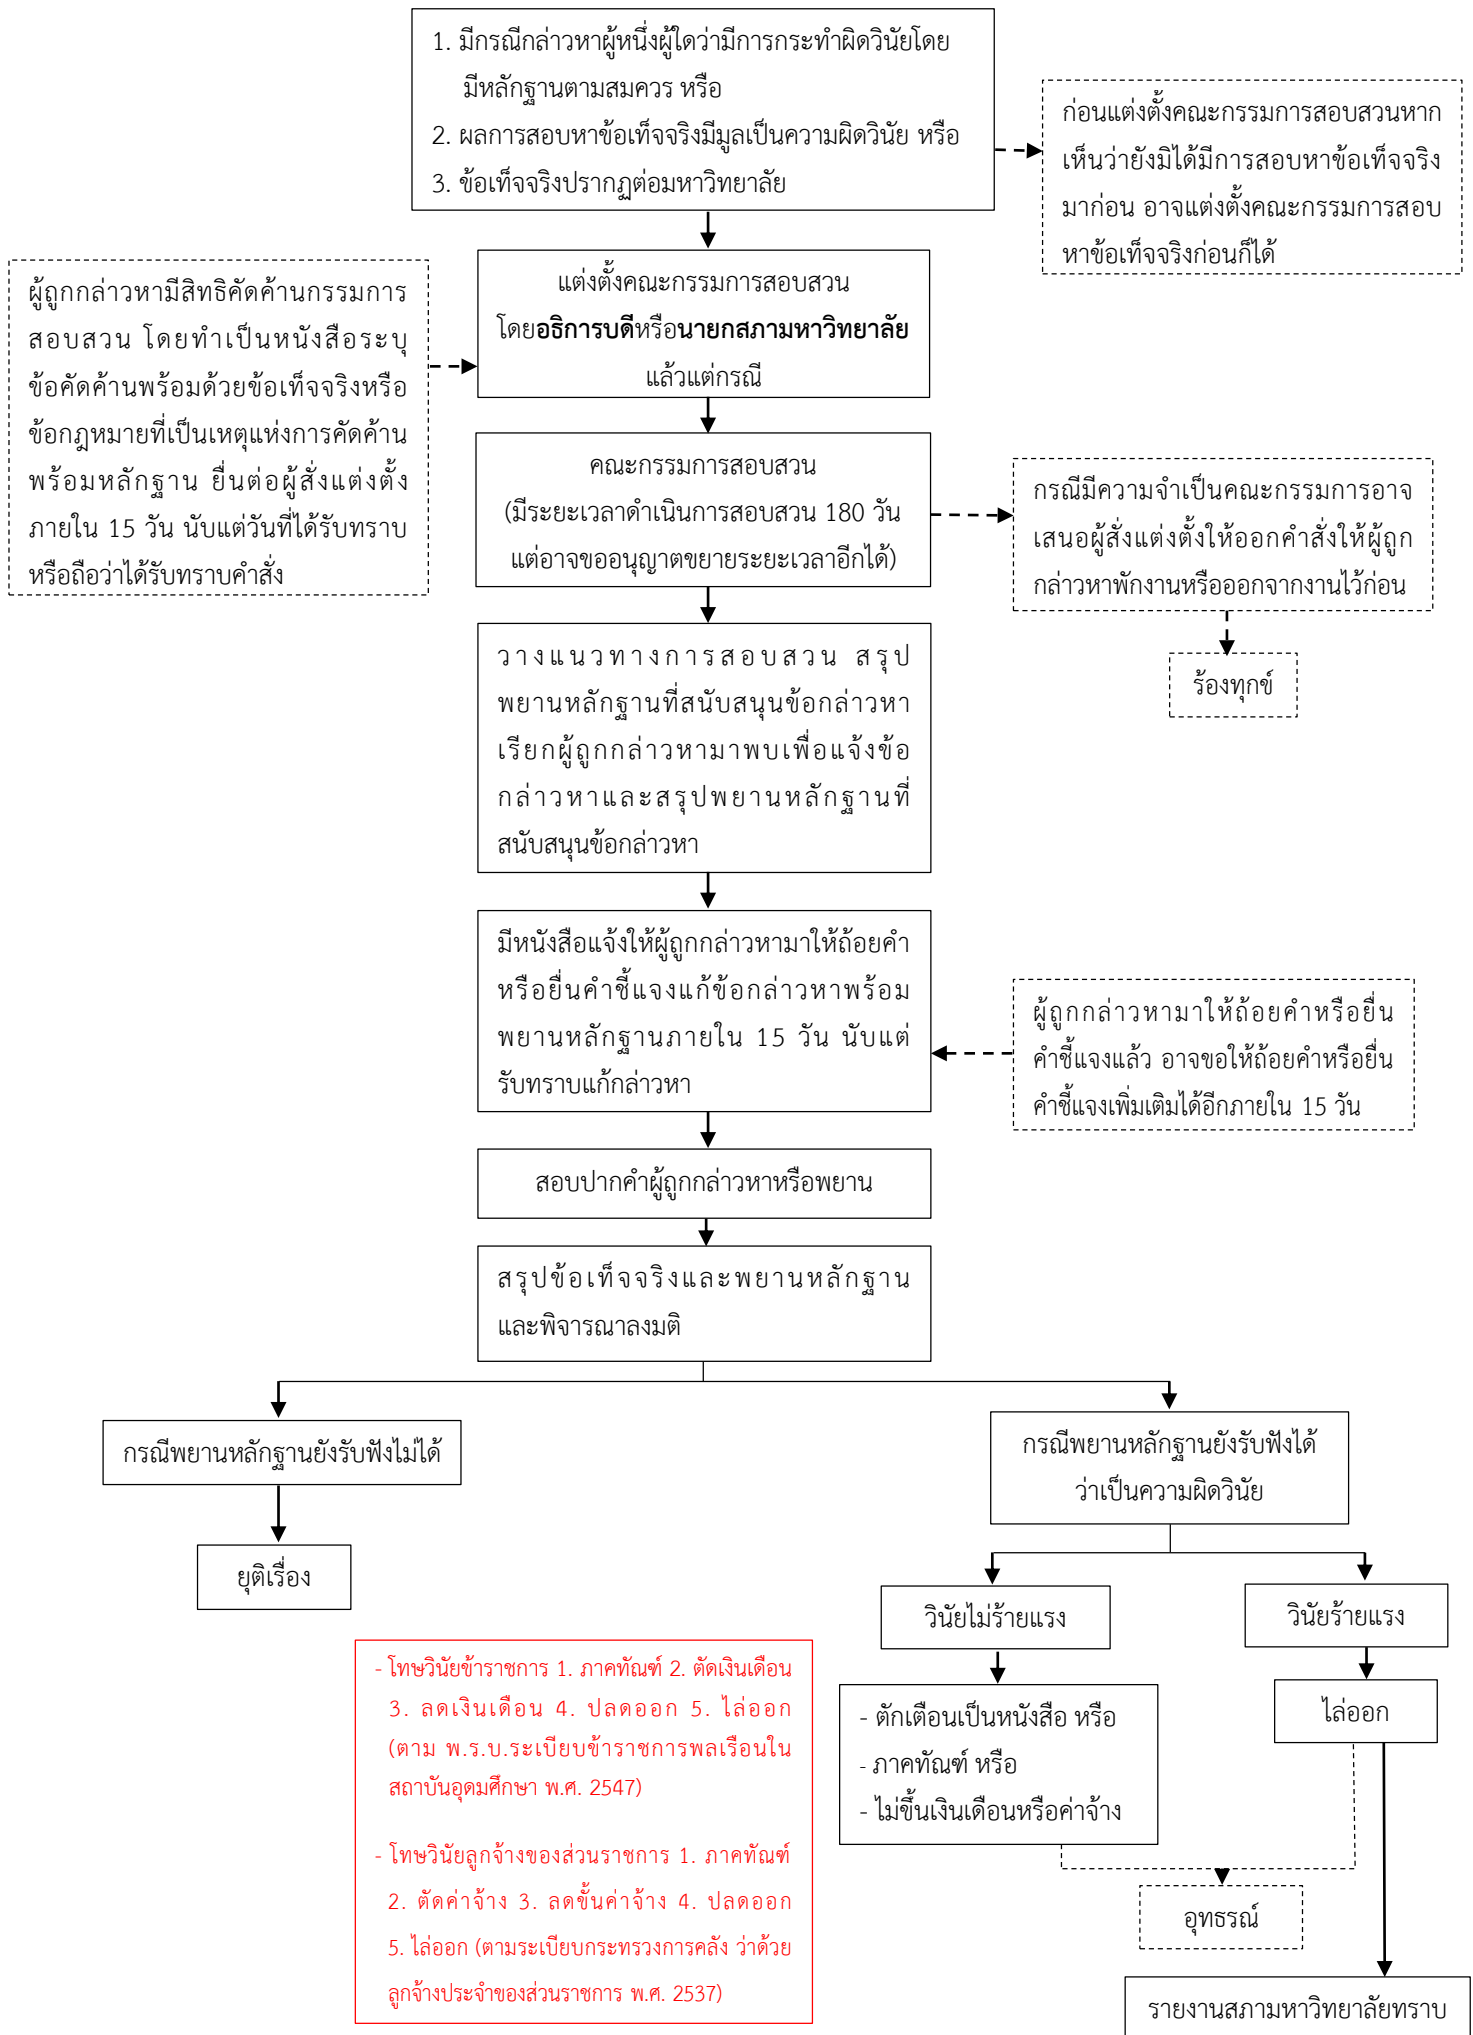 1. มีกรณีกล่าวหาผู้หนึ่งผู้ใดว่ามีการกระทำผิดวินัยโดย
มีหลักฐานตามสมควร หรือ
2. ผลการสอบหาข้อเท็จจริงมีมูลเป็นความผิดวินัย หรือ
3. ข้อเท็จจริงปรากฏต่อมหาวิทยาลัย
ก่อนแต่งตั้งคณะกรรมการสอบสวนหาก
เห็นว่ายังมิได้มีการสอบหาข้อเท็จจริง
มาก่อน อาจแต่งตั้งคณะกรรมการสอบ
หาข้อเท็จจริงก่อนก็ได้
แต่งตั้งคณะกรรมการสอบสวน
โดยอธิการบดีหรือนายกสภามหาวิทยาลัย
แล้วแต่กรณี
ผู้ถูกกล่าวหามีสิทธิคัดค้านกรรมการ
สอบสวน โดยทำเป็นหนังสือระบุ
ข้อคัดค้านพร้อมด้วยข้อเท็จจริงหรือ
ข้อกฎหมายที่เป็นเหตุแห่งการคัดค้าน
พร้อมหลักฐาน ยื่นต่อผู้สั่งแต่งตั้ง
ภายใน 15 วัน นับแต่วันที่ได้รับทราบ
หรือถือว่าได้รับทราบคำสั่ง
คณะกรรมการสอบสวน
(มีระยะเวลาดำเนินการสอบสวน 180 วัน
แต่อาจขออนุญาตขยายระยะเวลาอีกได้)
กรณีมีความจำเป็นคณะกรรมการอาจ
เสนอผู้สั่งแต่งตั้งให้ออกคำสั่งให้ผู้ถูก
กล่าวหาพักงานหรือออกจากงานไว้ก่อน
ร้องทุกข์
วางแนวทางการสอบสวน สรุป
พยานหลักฐานที่สนับสนุนข้อกล่าวหา
เรียกผู้ถูกกล่าวหามาพบเพื่อแจ้งข้อ
กล่าวหาและสรุปพยานหลักฐานที่
สนับสนุนข้อกล่าวหา
มีหนังสือแจ้งให้ผู้ถูกกล่าวหามาให้ถ้อยคำ
หรือยื่นคำชี้แจงแก้ข้อกล่าวหาพร้อม
พยานหลักฐานภายใน 15 วัน นับแต่
รับทราบแก้กล่าวหา
ผู้ถูกกล่าวหามาให้ถ้อยคำหรือยื่น
คำชี้แจงแล้ว อาจขอให้ถ้อยคำหรือยื่น
คำชี้แจงเพิ่มเติมได้อีกภายใน 15 วัน
สอบปากคำผู้ถูกกล่าวหาหรือพยาน
สรุปข้อเท็จจริงและพยานหลักฐาน
และพิจารณาลงมติ
กรณีพยานหลักฐานยังรับฟังไม่ได้
ยุติเรื่อง
กรณีพยานหลักฐานยังรับฟังได้
ว่าเป็นความผิดวินัย
วินัยไม่ร้ายแรง
วินัยร้ายแรง
- ตักเตือนเป็นหนังสือ หรือ
- ภาคทัณฑ์ หรือ
- ไม่ขึ้นเงินเดือนหรือค่าจ้าง
ไล่ออก
อุทธรณ์
รายงานสภามหาวิทยาลัยทราบ
- โทษวินัยข้าราชการ 1. ภาคทัณฑ์ 2. ตัดเงินเดือน
3. ลดเงินเดือน 4. ปลดออก 5. ไล่ออก
(ตาม พ.ร.บ.ระเบียบข้าราชการพลเรือนใน
สถาบันอุดมศึกษา พ.ศ. 2547)
- โทษวินัยลูกจ้างของส่วนราชการ 1. ภาคทัณฑ์
2. ตัดค่าจ้าง 3. ลดขั้นค่าจ้าง 4. ปลดออก
5. ไล่ออก (ตามระเบียบกระทรวงการคลัง ว่าด้วย
ลูกจ้างประจำของส่วนราชการ พ.ศ. 2537)